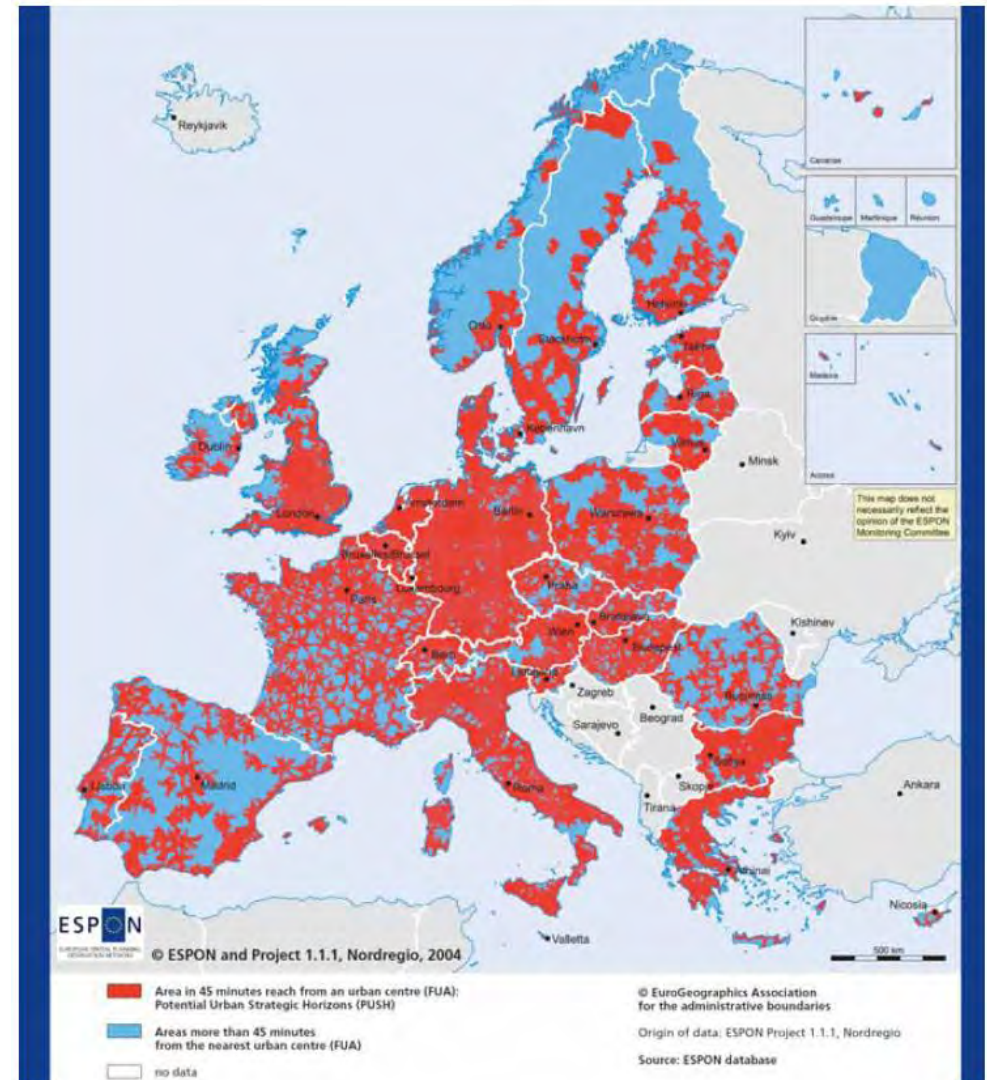 Reykjavik
Canarias
Guadeloupe
Martinique
Réunion
Guyane
Madeira
Acores
This map does not
necessarily reflect the
opinion of the ESPON
Monitoring Committee
Oslo
Helsinki
Stockholm
Tallinn
Riga
Vilnius
København
Minsk
Dublin
London
Amsterdam
Berlin
Warszawa
Kyiv
Bruxelles/Brussel
Luxembourg
Praha
Paris
Kishinev
Wien
Bratislava
Budapest
Bern
Ljubljana
Zagreb
Bucuresti
Beograd
Sarajevo
Sofiya
Skopje
Tirana
Ankara
Lisboa
Madrid
Roma
Athinai
Nicosia
Valletta
500 km
ESPON
© ESPON and Project 1.1.1, Nordregio, 2004
Area in 45 minutes reach from an urban centre (FUA):
Potential Urban Strategic Horizons (PUSH)
Areas more than 45 minutes
from the nearest urban centre (FUA)
no data
© EuroGeographics Association
for the administrative boundaries
Origin of data: ESPON Project 1.1.1, Nordregio
Source: ESPON database